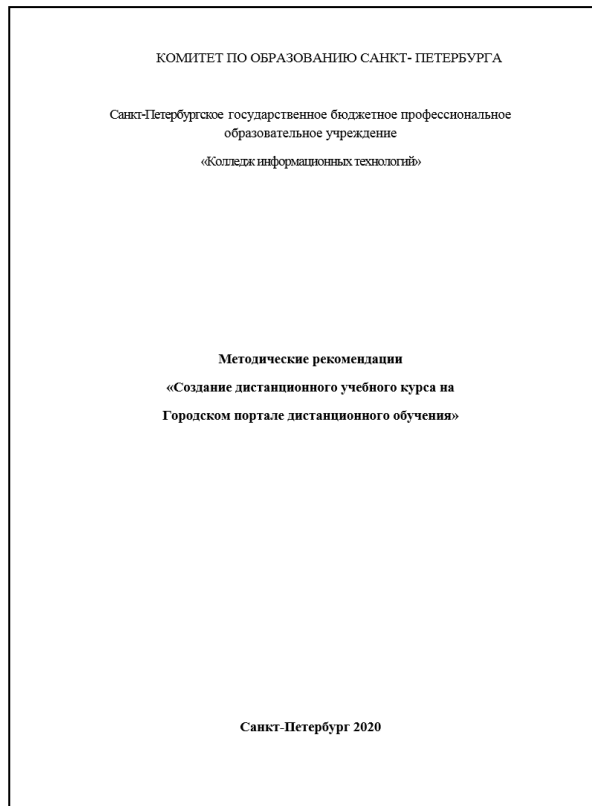 КОМИТЕТ ПО ОБРАЗОВАНИЮ САНКТ- ПЕТЕРБУРГА
Санкт-Петербургское государственное бюджетное профессиональное
образовательное учреждение
«Колледж информационных технологий»
Методические рекомендации
«Создание дистанционного учебного курса на
Городском портале дистанционного обучения»
Санкт-Петербург 2020